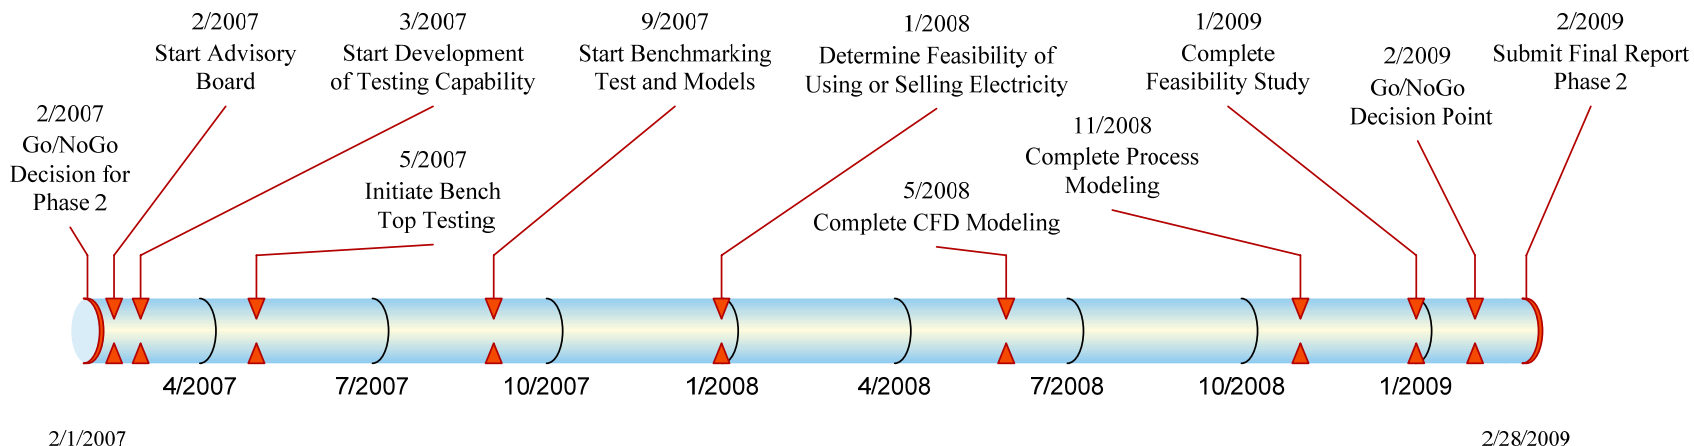 2/2007
Go/NoGo
Decision for
Phase 2
2/2007
Start Advisory
Board
3/2007
Start Development
of Testing Capability
5/2007
Initiate Bench
Top Testing
9/2007
Start Benchmarking
Test and Models
1/2008
Determine Feasibility of
Using or Selling Electricity
5/2008
Complete CFD Modeling
11/2008
Complete Process
Modeling
1/2009
Complete
Feasibility Study
2/2009
Go/NoGo
Decision Point
2/2009
Submit Final Report
Phase 2
4/2007
7/2007
10/2007
1/2008
4/2008
7/2008
10/2008
1/2009
2/1/2007
2/28/2009